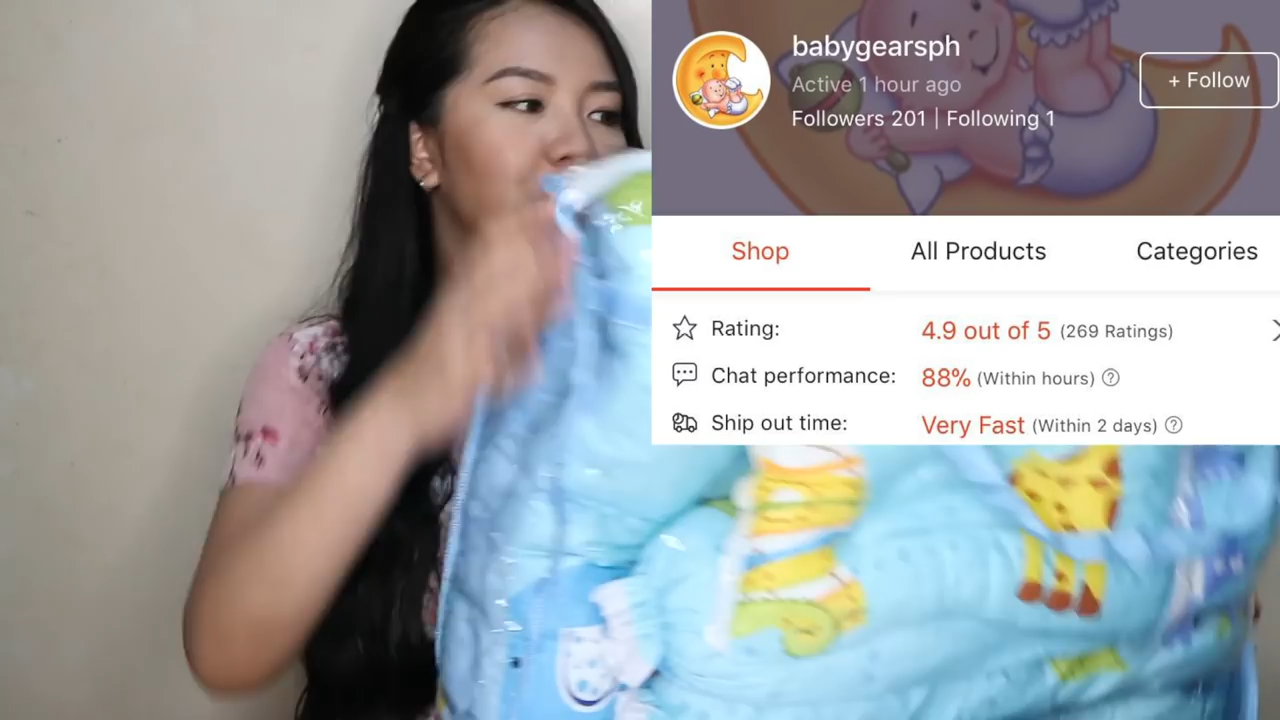 babygearsph
Active 1 hour ago
Followers 201 | Following 1
+ Follow
Shop
All Products
Categories
Rating:
4.9 out of 5 (269 Ratings)
Chat performance:
88% (Within hours)
Ship out time:
Very Fast (Within 2 days)